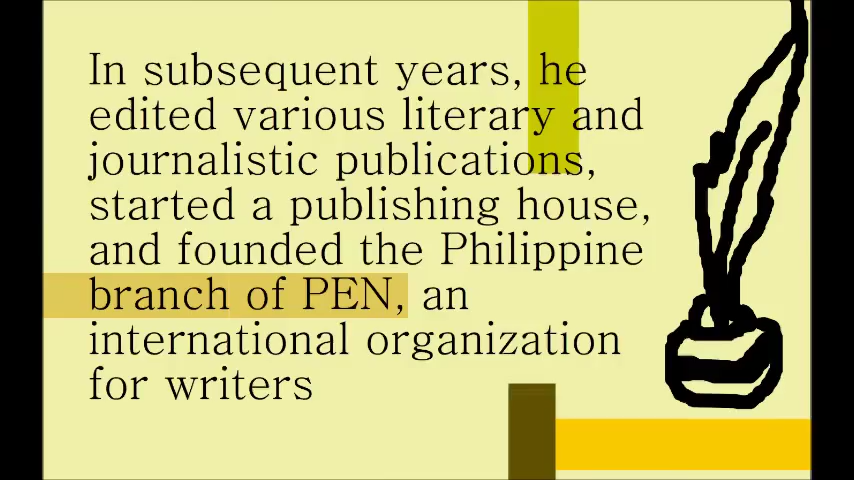 In subsequent years, he
edited various literary and
journalistic publications,
started a publishing house,
and founded the Philippine
branch of PEN, an
international organization
for writers